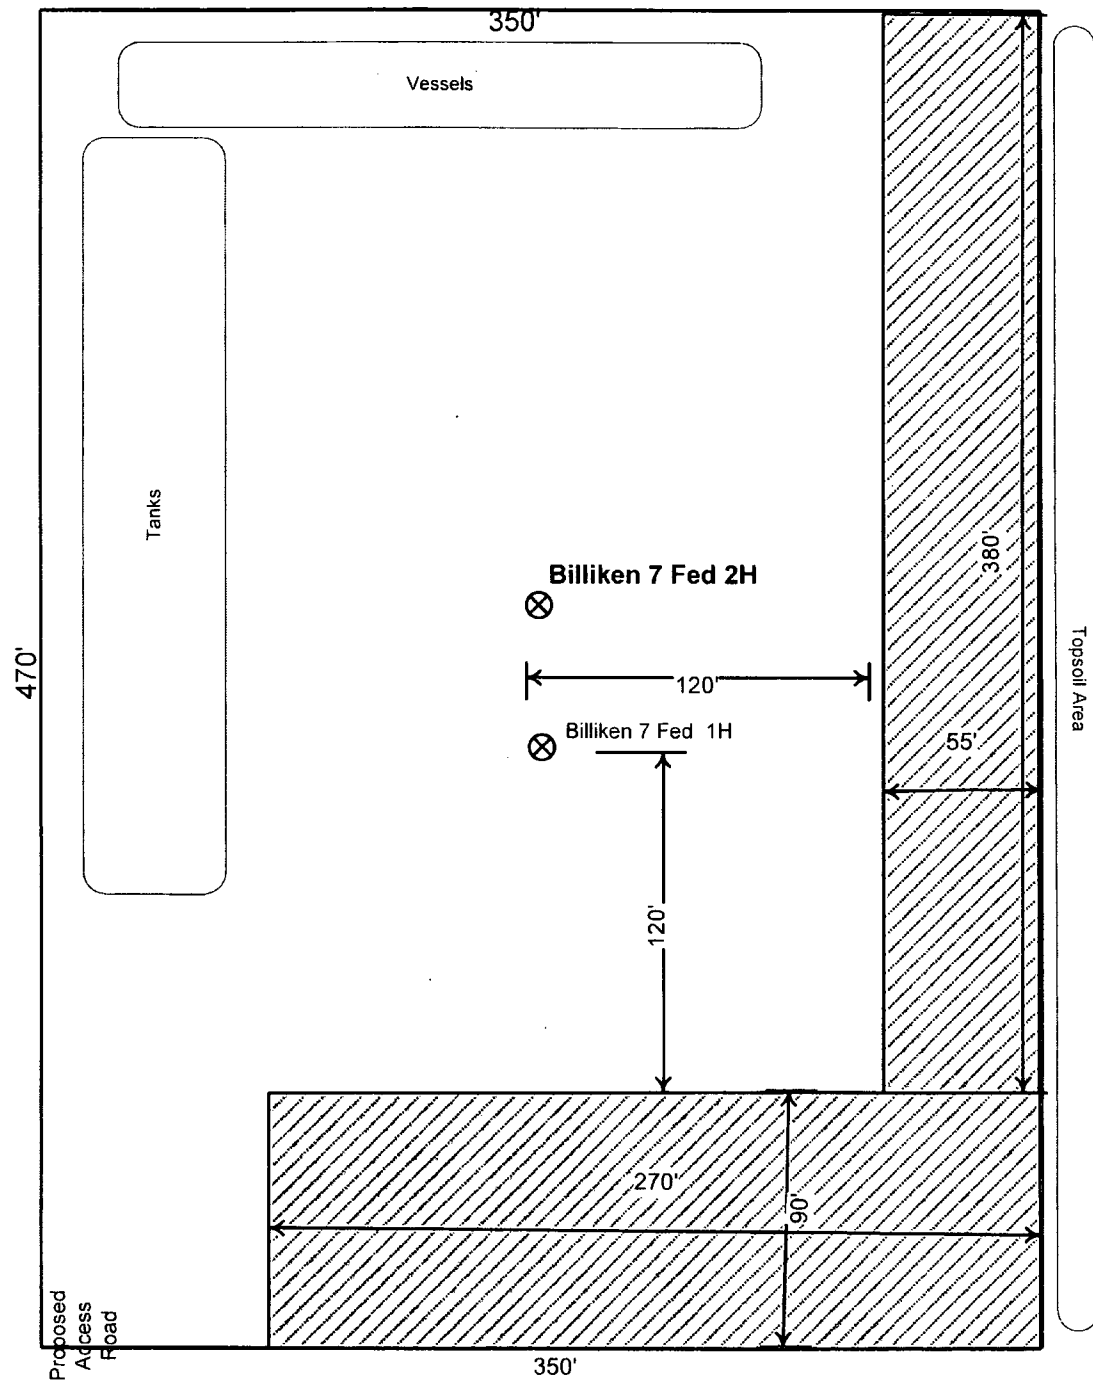 350'
Vessels
Tanks
Billiken 7 Fed 2H
380'
470'
120'
Topsoil Area
Billiken 7 Fed 1H
55'
120'
270'
90'
Proposed
Access
Road
350'